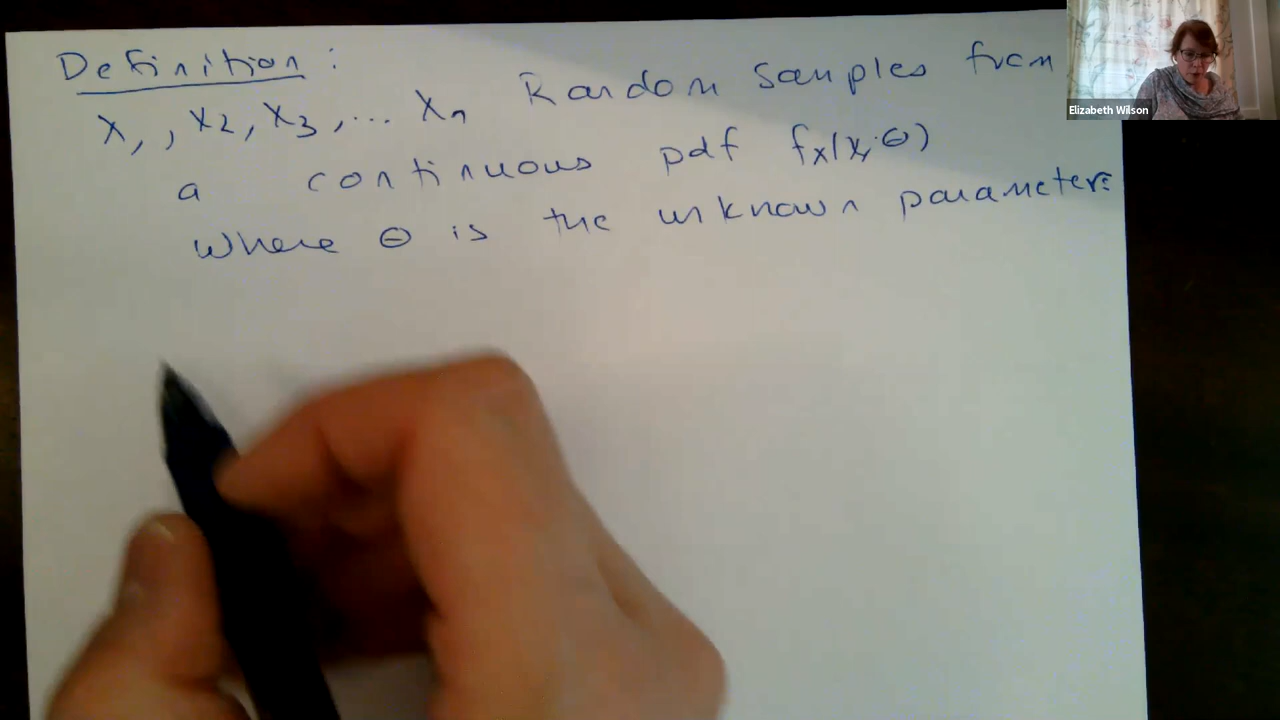 Definition:
X₁, X₂, X₃, ... Xₙ Random Samples from
a continuous pdf fₓ(x;θ)
where θ is the unknown parameter:
Elizabeth Wilson